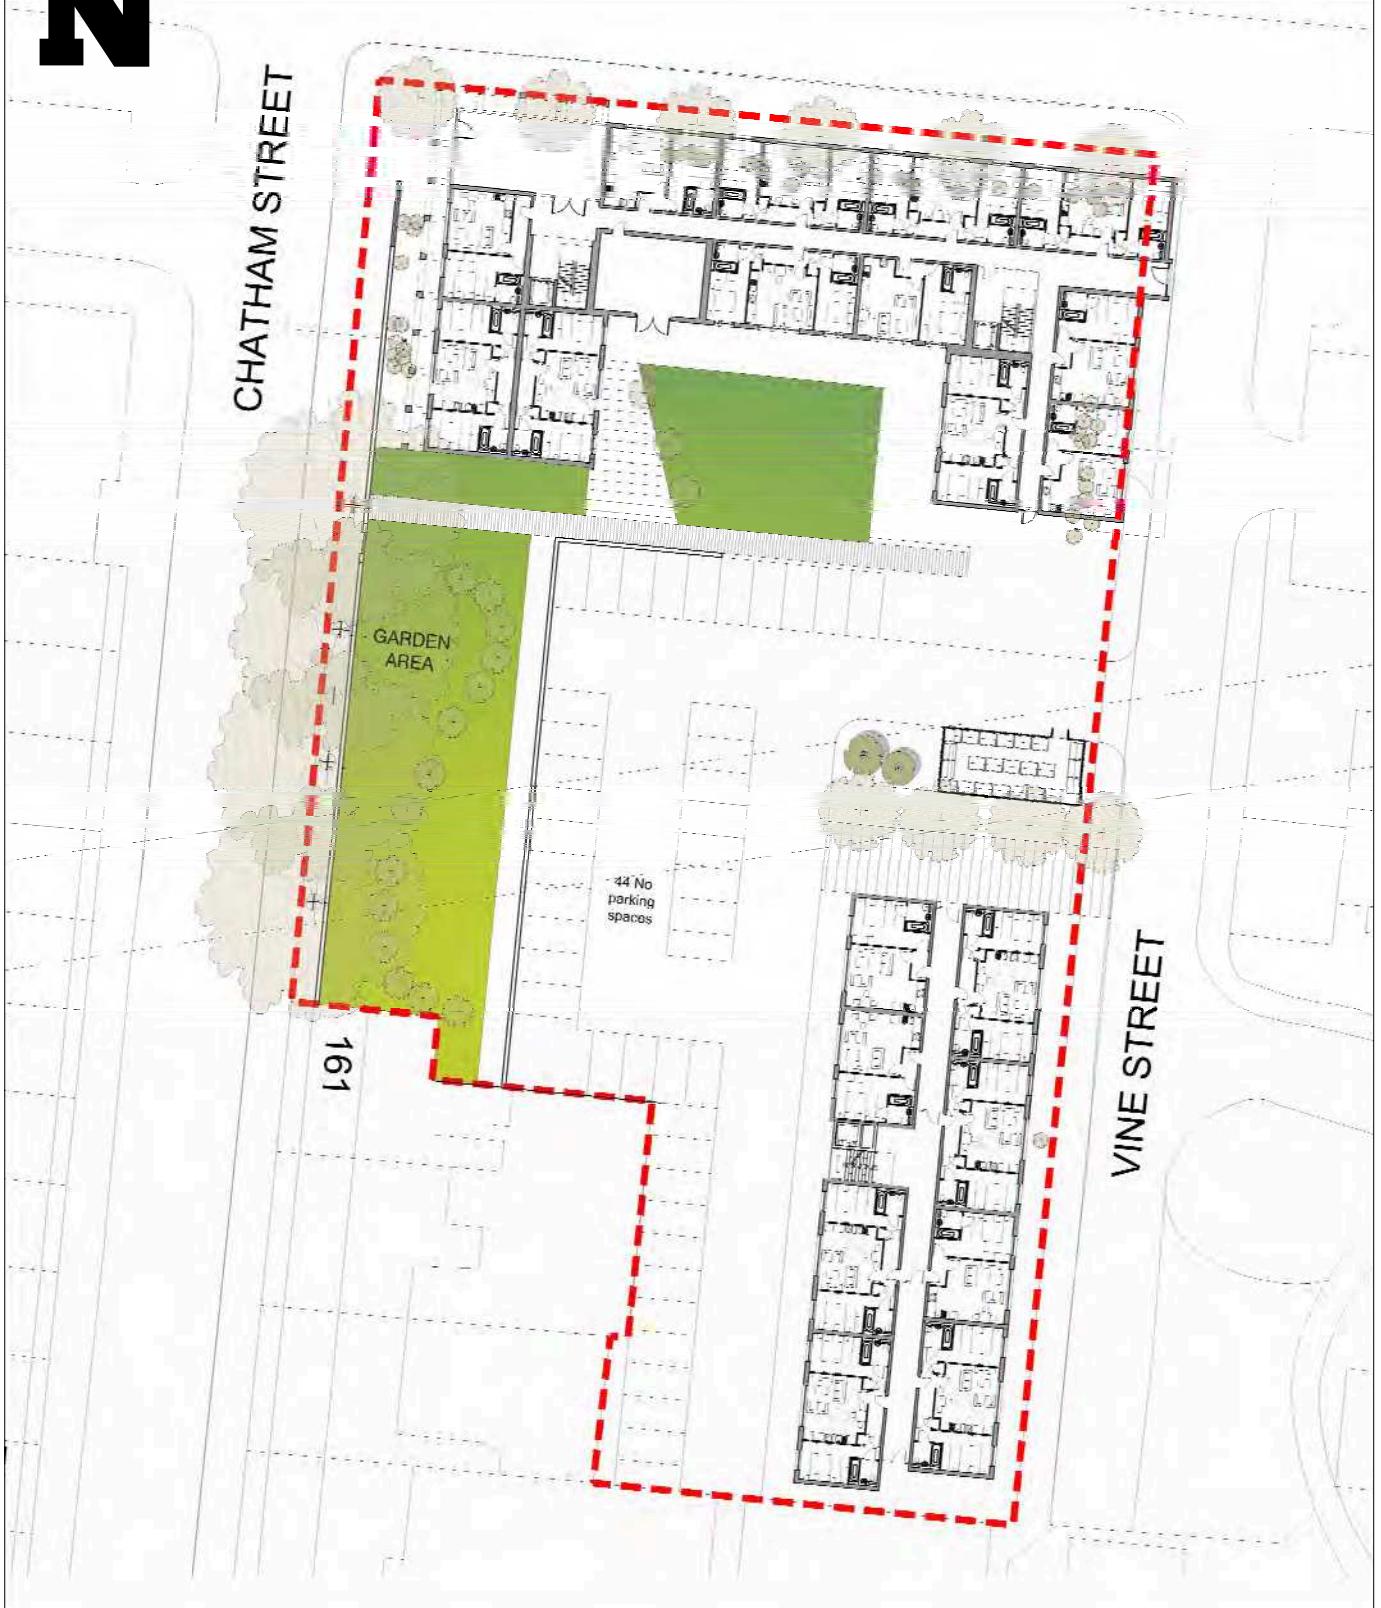 N
CHATHAM STREET
GARDEN
AREA
44 No
parking
spaces
VINE STREET
161